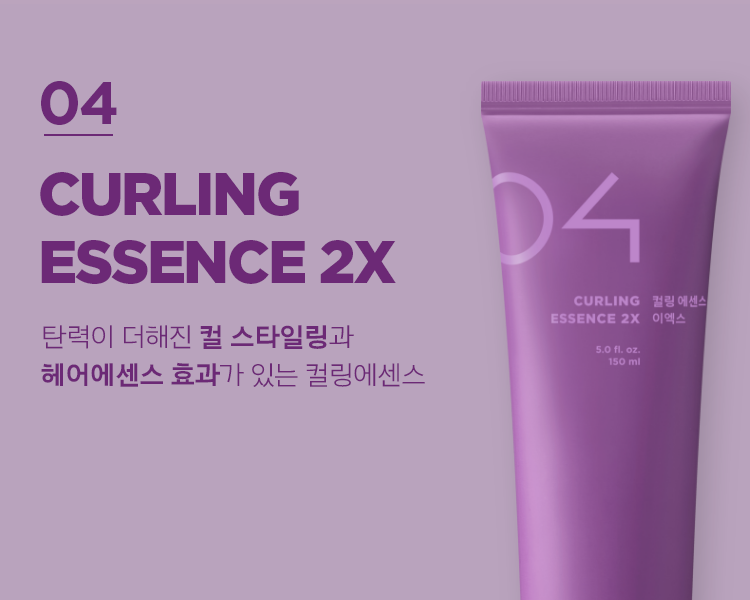 04
CURLING
ESSENCE 2X
탄력이 더해진 컬 스타일링과
헤어에센스 효과가 있는 컬링에센스
04
CURLING 컬링 에센스
ESSENCE 2X 이엑스
5.0 fl. oz.
150 ml